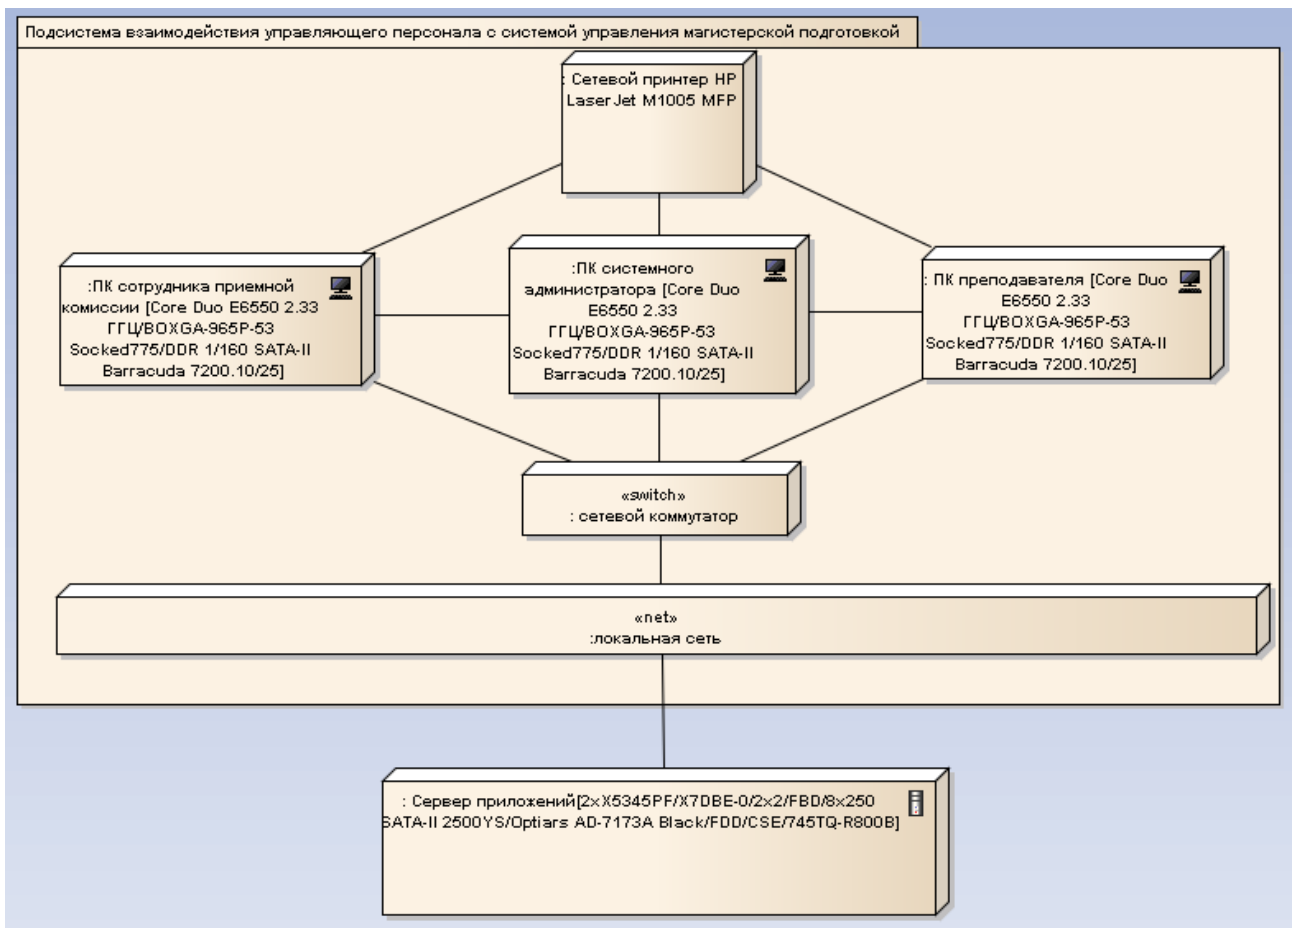 Подсистема взаимодействия управляющего персонала с системой управления магистерской подготовкой
: Сетевой принтер HP
LaserJet M1005 MFP
:ПК сотрудника приемной
комиссии [Core Duo E6550 2.33
ГГЦ/BOXGA-965P-53
Socked775/DDR 1/160 SATA-II
Barracuda 7200.10/25]
:ПК системного
администратора [Core Duo
E6550 2.33
ГГЦ/BOXGA-965P-53
Socked775/DDR 1/160 SATA-II
Barracuda 7200.10/25]
: ПК преподавателя [Core Duo
E6550 2.33
ГГЦ/BOXGA-965P-53
Socked775/DDR 1/160 SATA-II
Barracuda 7200.10/25]
«switch»
: сетевой коммутатор
«net»
:локальная сеть
: Сервер приложений[2xX5345PF/X7DBE-0/2x2/FBD/8x250
SATA-II 2500YS/Optiars AD-7173A Black/FDD/CSE/745TQ-R800B]